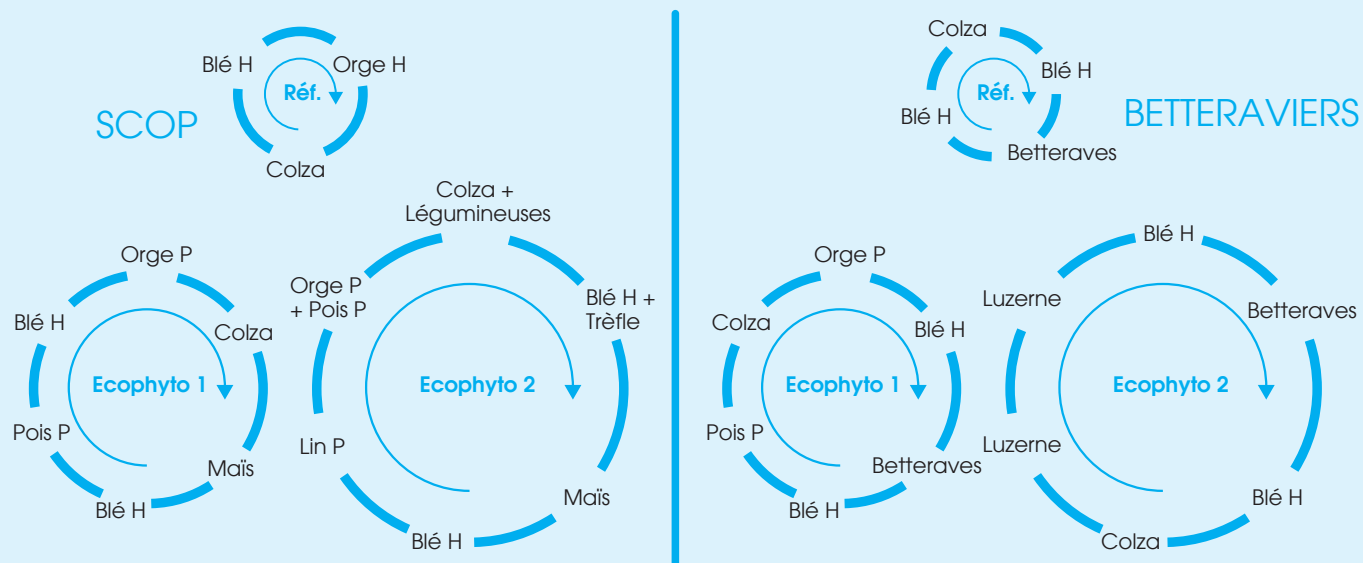 SCOP
Blé H
Orge H
Réf.
Colza
Orge P
Blé H
Colza
Ecophyto 1
Pois P
Maïs
Blé H
Colza +
Légumineuses
Orge P
+ Pois P
Blé H +
Trèfle
Ecophyto 2
Lin P
Maïs
Blé H
BETTERAVIERS
Colza
Blé H
Réf.
Blé H
Betteraves
Orge P
Colza
Blé H
Ecophyto 1
Pois P
Betteraves
Blé H
Blé H
Luzerne
Betteraves
Ecophyto 2
Luzerne
Blé H
Colza